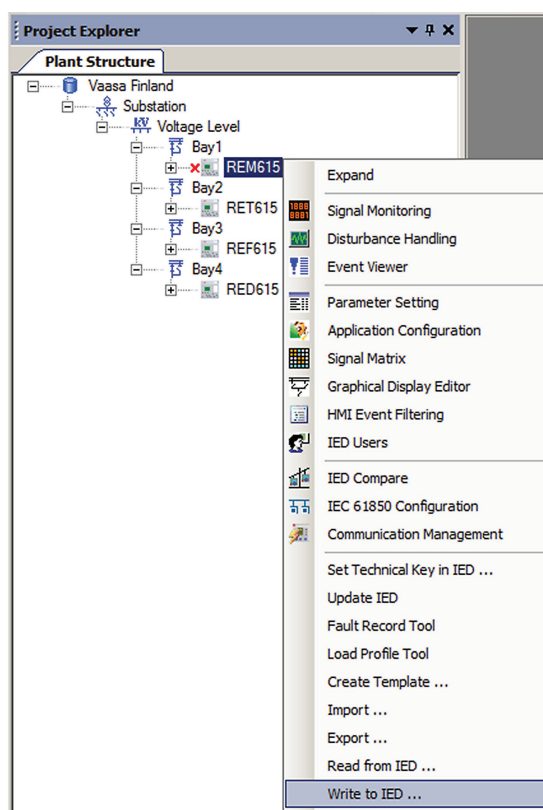 Project Explorer
Plant Structure
Vaasa Finland
Substation
Voltage Level
Bay1
REM615
Bay2
RET615
Bay3
REF615
Bay4
RED615
Expand
Signal Monitoring
Disturbance Handling
Event Viewer
Parameter Setting
Application Configuration
Signal Matrix
Graphical Display Editor
HMI Event Filtering
IED Users
IED Compare
IEC 61850 Configuration
Communication Management
Set Technical Key in IED ...
Update IED
Fault Record Tool
Load Profile Tool
Create Template ...
Import ...
Export ...
Read from IED ...
Write to IED ...